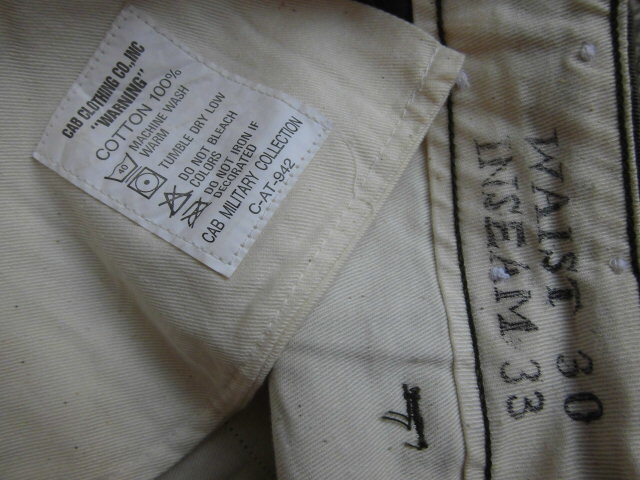 CAB CLOTHING CO.,INC
"WARNING"
COTTON 100%
40
MACHINE WASH
WARM
TUMBLE DRY LOW
DO NOT BLEACH
COLORS
DO NOT IRON IF
DECORATED
CAB MILITARY COLLECTION
C-AT-942
WAIST 30
INSEAM 33